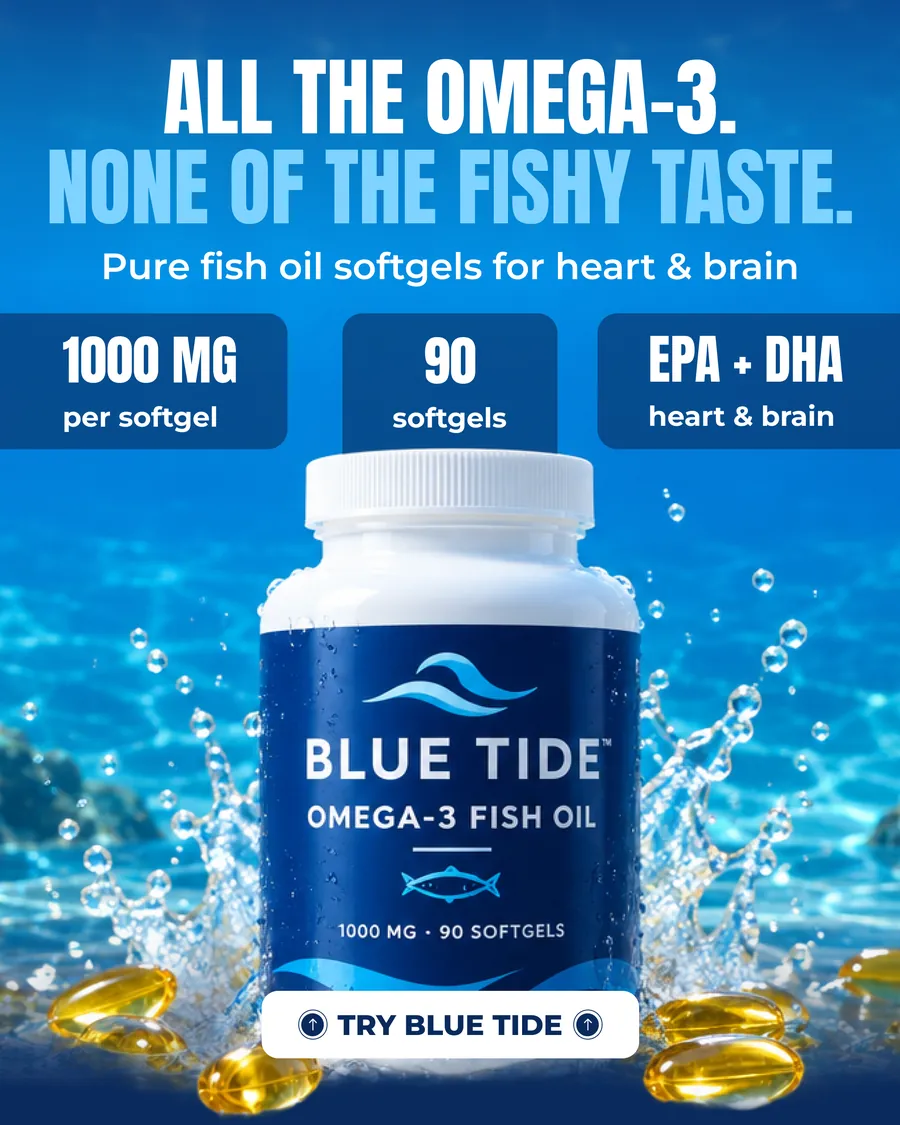 ALL THE OMEGA-3.
NONE OF THE FISHY TASTE.
Pure fish oil softgels for heart & brain
1000 MG
per softgel
90
softgels
EPA + DHA
heart & brain
BLUE TIDE™
OMEGA-3 FISH OIL
1000 MG · 90 SOFTGELS
TRY BLUE TIDE